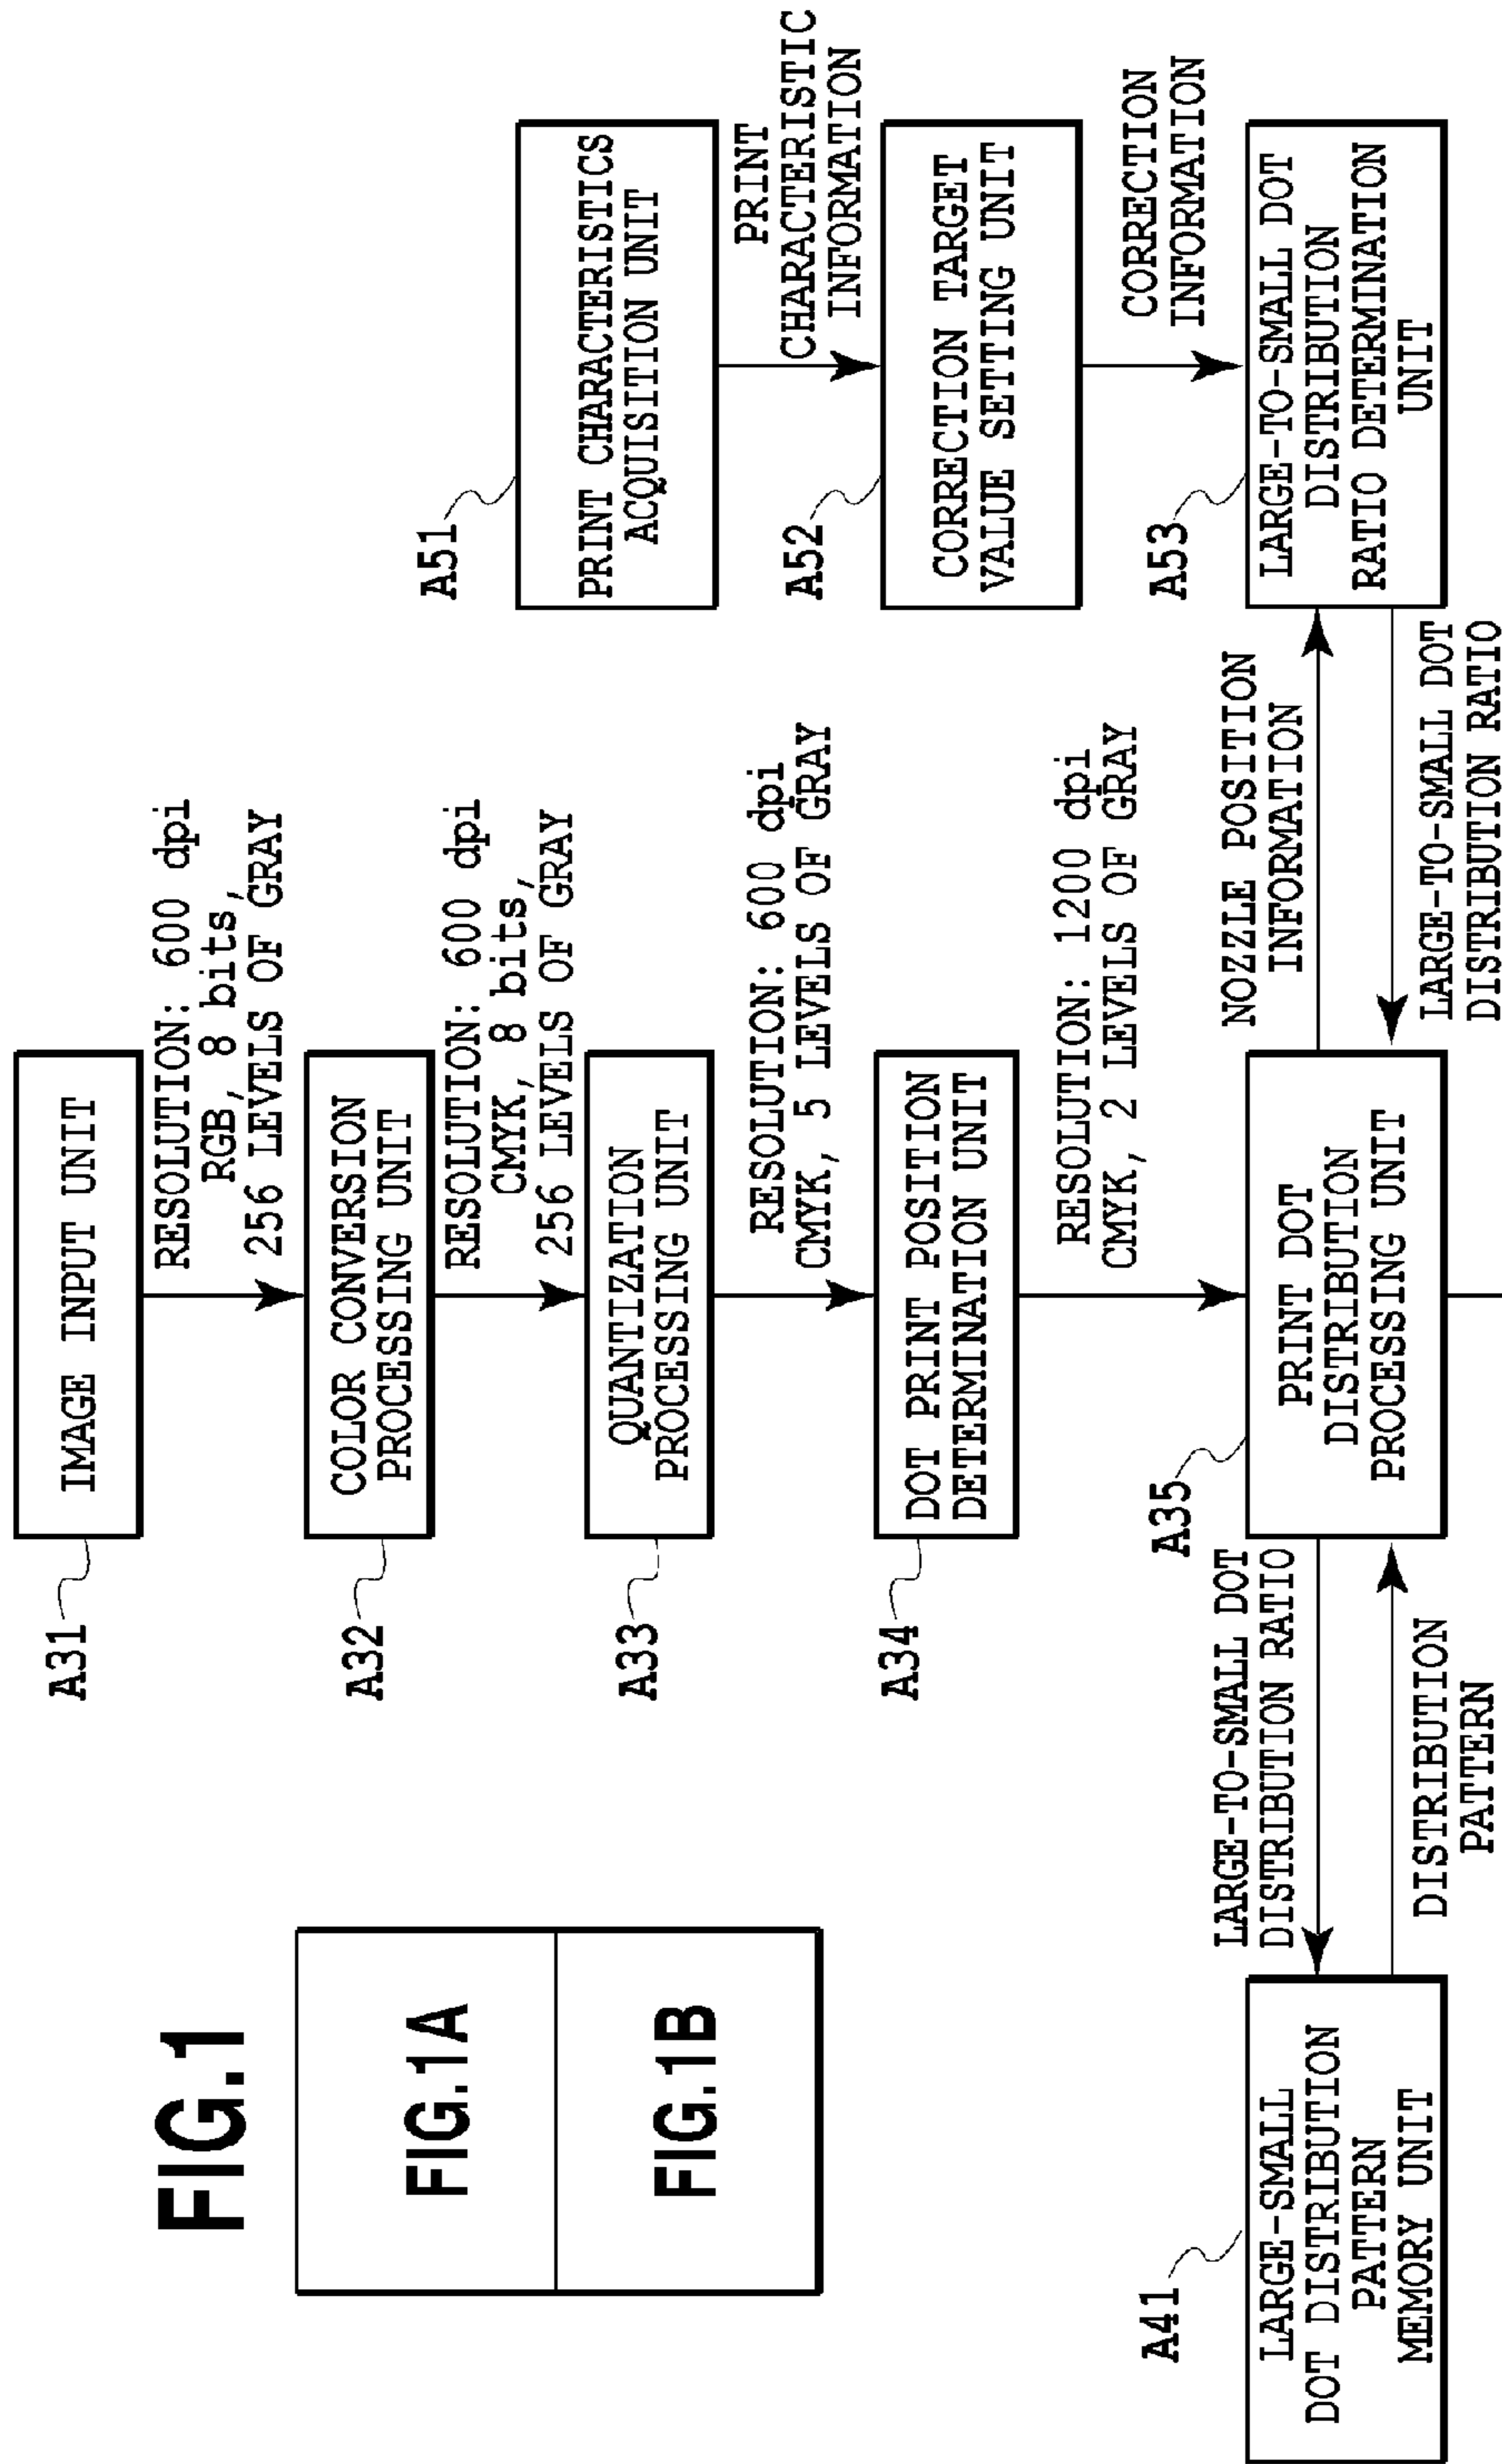 FIG.1
FIG.1A
FIG.1B
A31
IMAGE INPUT UNIT
RESOLUTION: 600 dpi
RGB, 8 bits,
256 LEVELS OF GRAY
A32
COLOR CONVERSION
PROCESSING UNIT
RESOLUTION: 600 dpi
CMYK, 8 bits,
256 LEVELS OF GRAY
A33
QUANTIZATION
PROCESSING UNIT
RESOLUTION: 600 dpi
CMYK, 5 LEVELS OF GRAY
A34
DOT PRINT POSITION
DETERMINATION UNIT
RESOLUTION: 1200 dpi
CMYK, 2 LEVELS OF GRAY
A51
PRINT CHARACTERISTICS
ACQUISITION UNIT
PRINT
CHARACTERISTIC
INFORMATION
A52
CORRECTION TARGET
VALUE SETTING UNIT
CORRECTION
INFORMATION
A41
LARGE-SMALL
DOT DISTRIBUTION
PATTERN
MEMORY UNIT
LARGE-TO-SMALL DOT
DISTRIBUTION RATIO
DISTRIBUTION
PATTERN
A35
PRINT DOT
DISTRIBUTION
PROCESSING UNIT
NOZZLE POSITION
INFORMATION
LARGE-TO-SMALL DOT
DISTRIBUTION RATIO
A53
LARGE-TO-SMALL DOT
DISTRIBUTION
RATIO DETERMINATION
UNIT